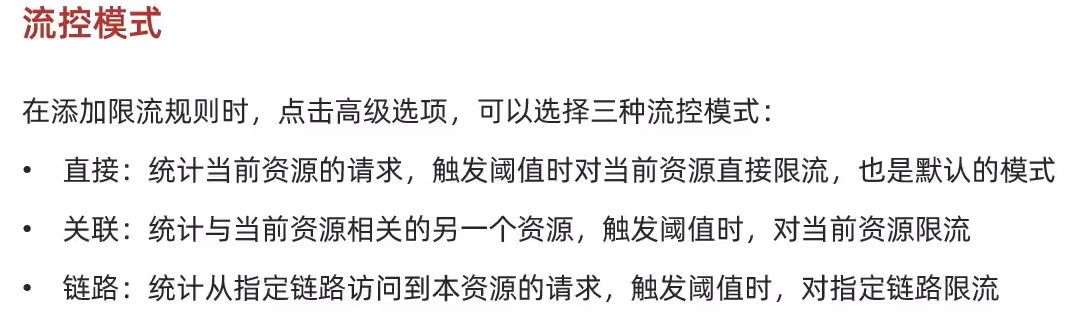 流控模式
在添加限流规则时，点击高级选项，可以选择三种流控模式：
• 直接：统计当前资源的请求，触发阈值时对当前资源直接限流，也是默认的模式
• 关联：统计与当前资源相关的另一个资源，触发阈值时，对当前资源限流
• 链路：统计从指定链路访问到本资源的请求，触发阈值时，对指定链路限流